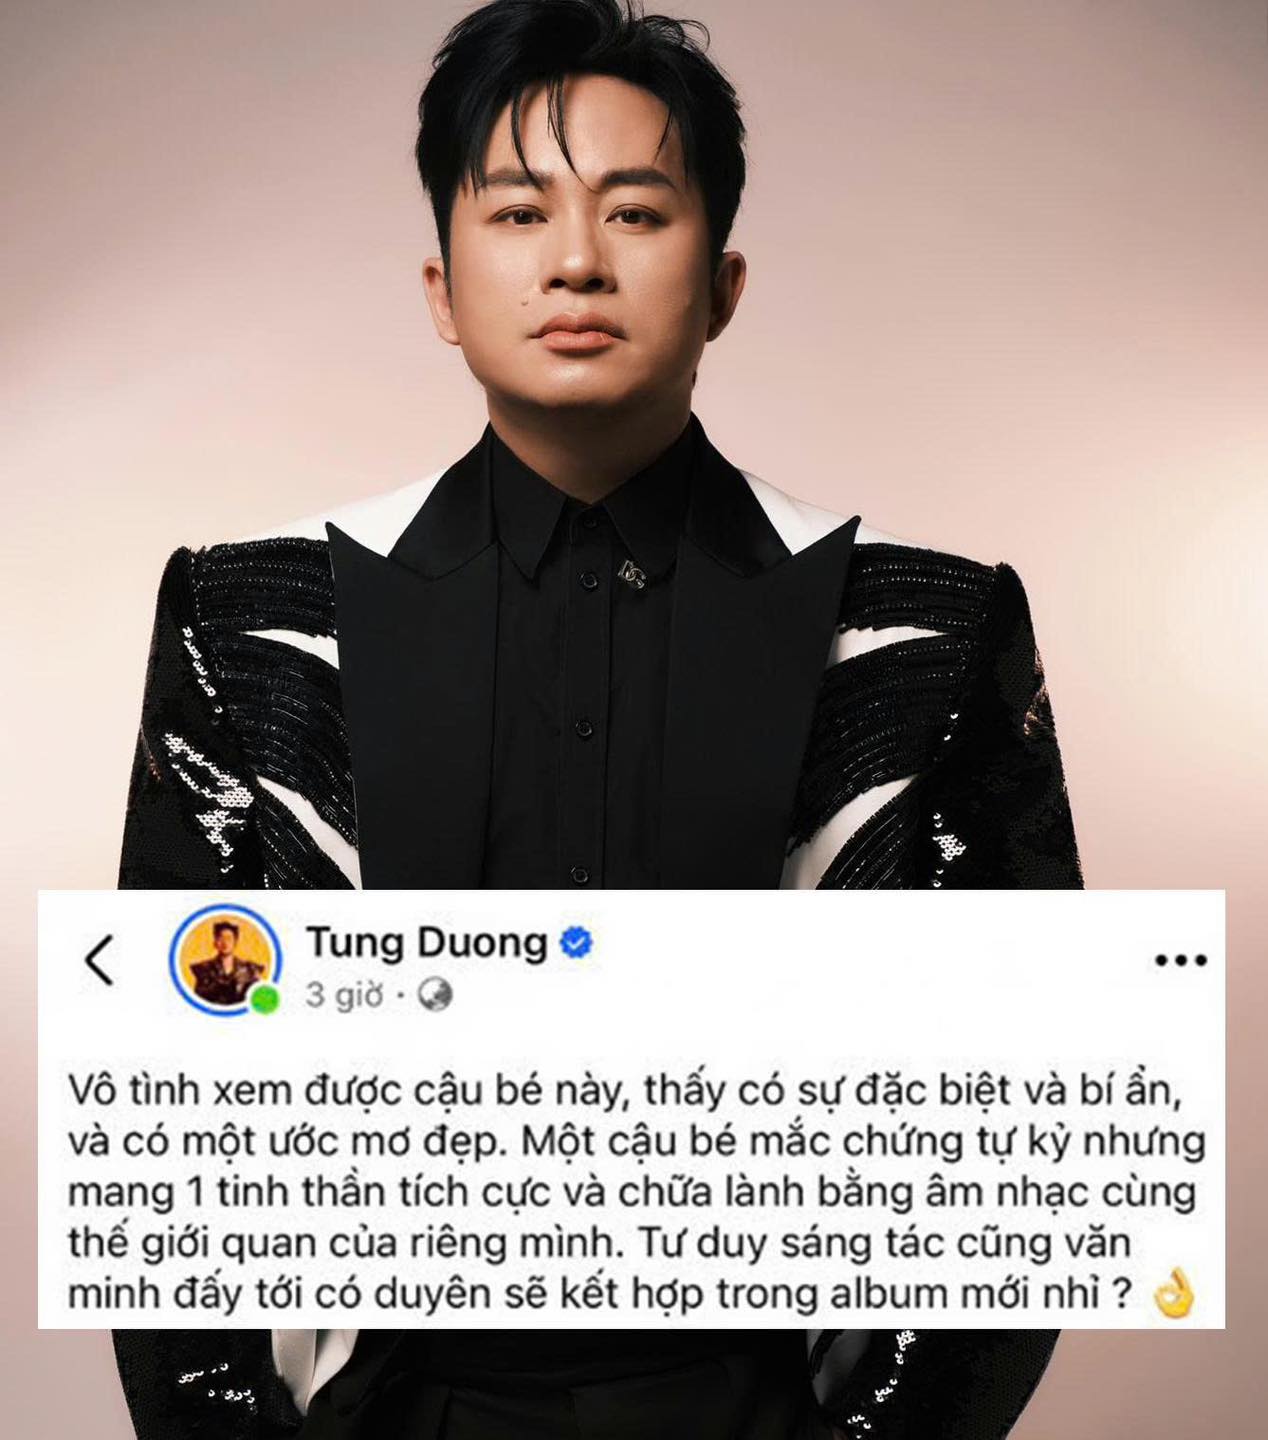 Tung Duong
3 giờ ·
Vô tình xem được cậu bé này, thấy có sự đặc biệt và bí ẩn,
và có một ước mơ đẹp. Một cậu bé mắc chứng tự kỷ nhưng
mang 1 tinh thần tích cực và chữa lành bằng âm nhạc cùng
thế giới quan của riêng mình. Tư duy sáng tác cũng văn
minh đấy tới có duyên sẽ kết hợp trong album mới nhỉ ? 👌